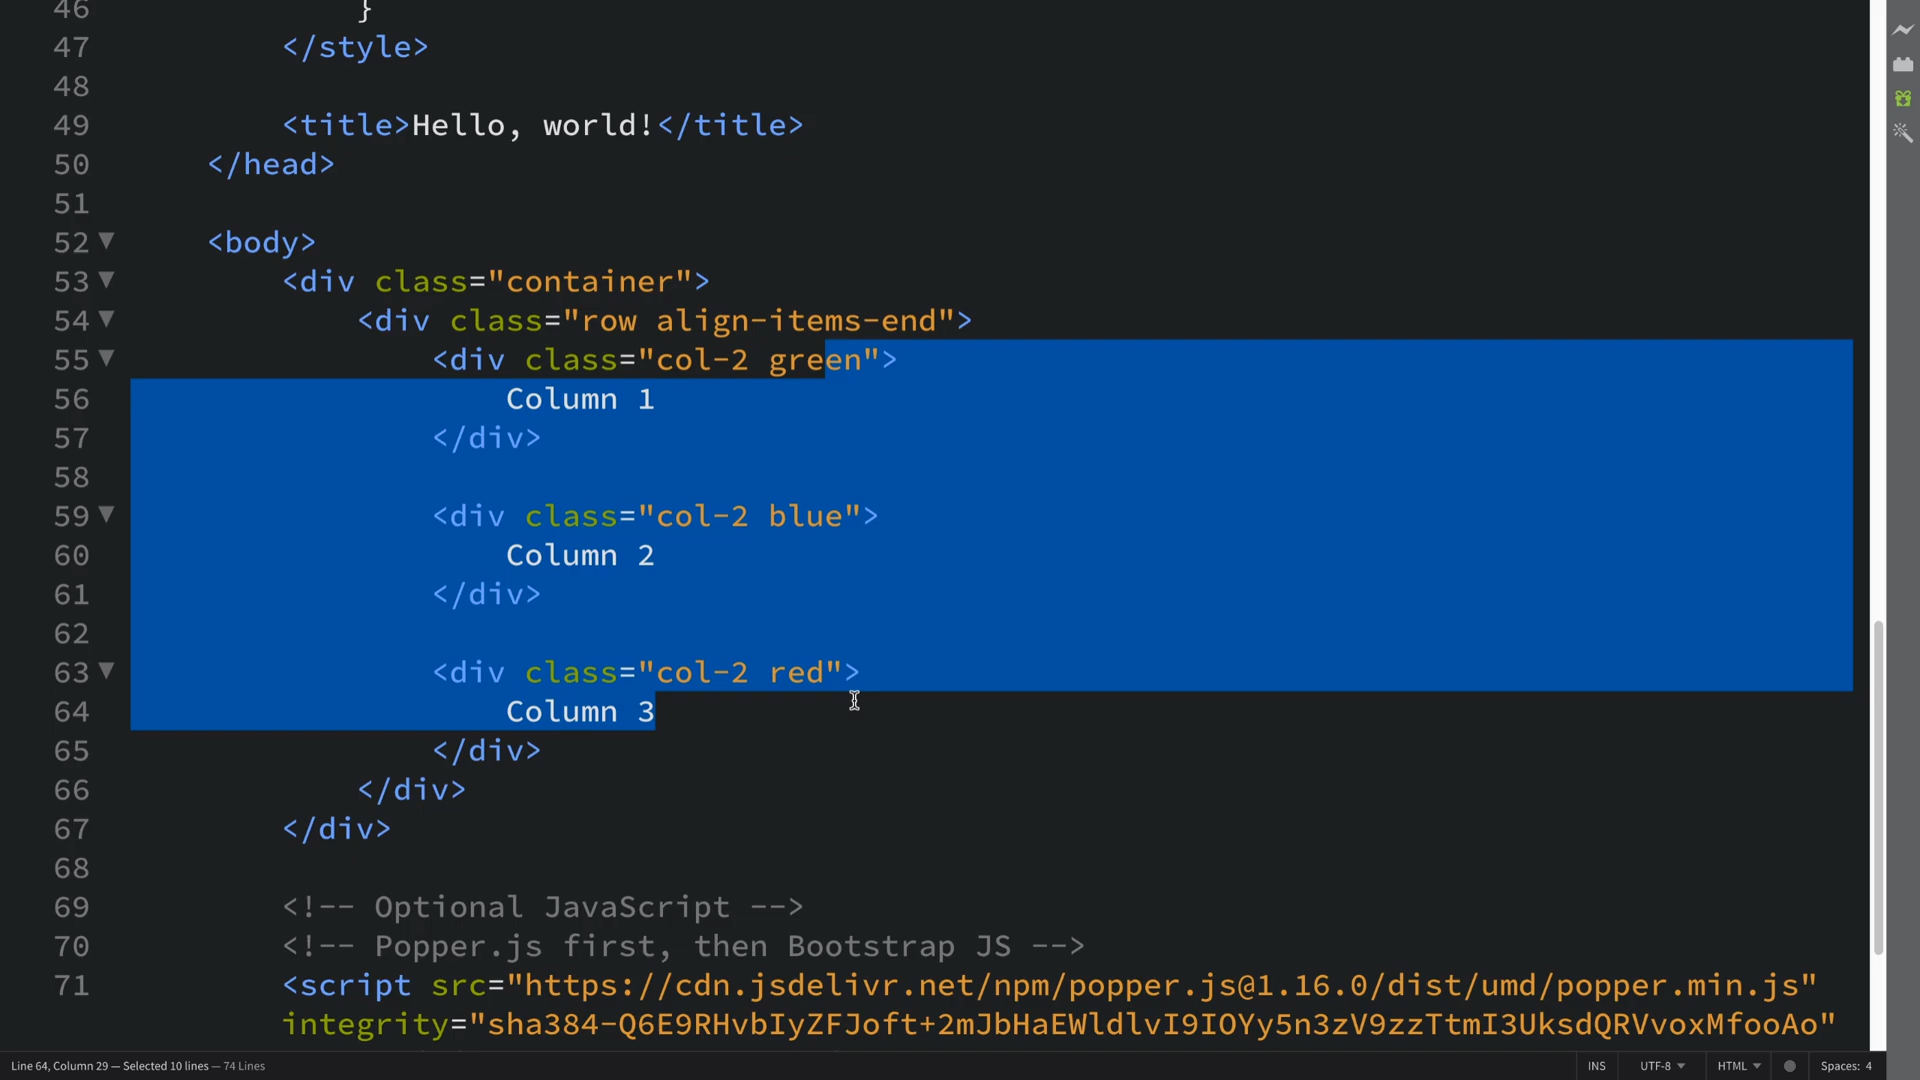 46 }
47 </style>
48
49 <title>Hello, world!</title>
50 </head>
51
52 <body>
53 <div class="container">
54 <div class="row align-items-end">
55 <div class="col-2 green">
56 Column 1
57 </div>
58
59 <div class="col-2 blue">
60 Column 2
61 </div>
62
63 <div class="col-2 red">
64 Column 3
65 </div>
66 </div>
67 </div>
68
69 <!-- Optional JavaScript -->
70 <!-- Popper.js first, then Bootstrap JS -->
71 <script src="https://cdn.jsdelivr.net/npm/popper.js@1.16.0/dist/umd/popper.min.js"
integrity="sha384-Q6E9RHvbIyZFJoft+2mJbHaEWldlvI9IOYy5n3zV9zzTtmI3UksdQRVvoxMfooAo"
Line 64, Column 29 — Selected 10 lines — 74 Lines INS UTF-8 HTML Spaces: 4